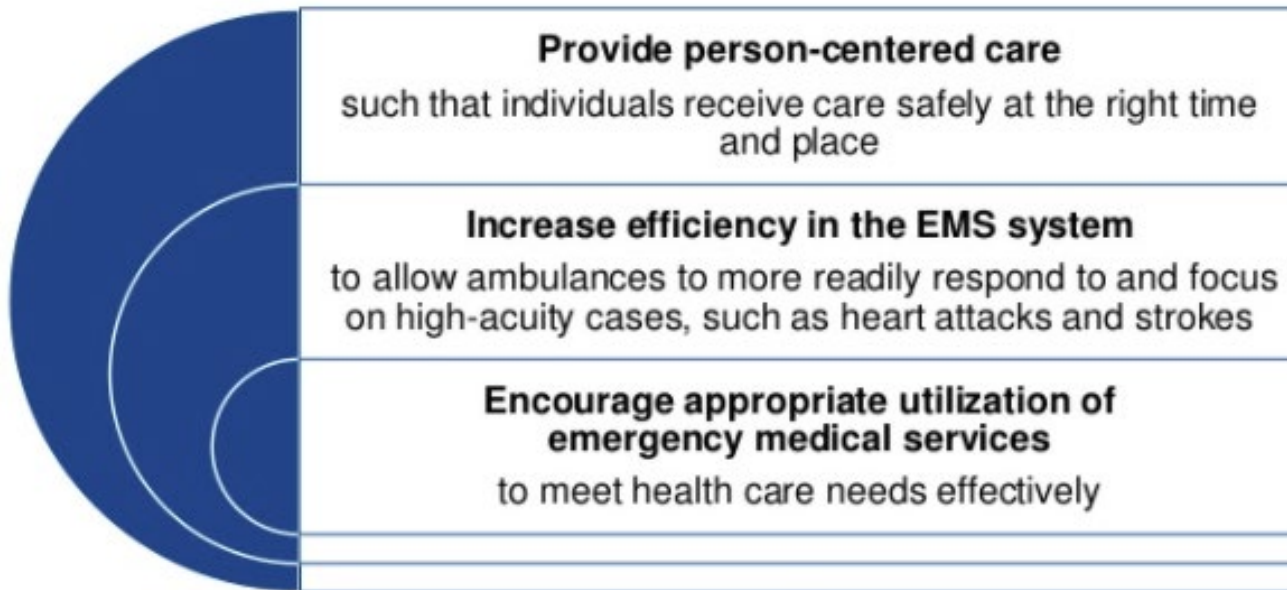 Provide person-centered care
such that individuals receive care safely at the right time
and place
Increase efficiency in the EMS system
to allow ambulances to more readily respond to and focus
on high-acuity cases, such as heart attacks and strokes
Encourage appropriate utilization of
emergency medical services
to meet health care needs effectively